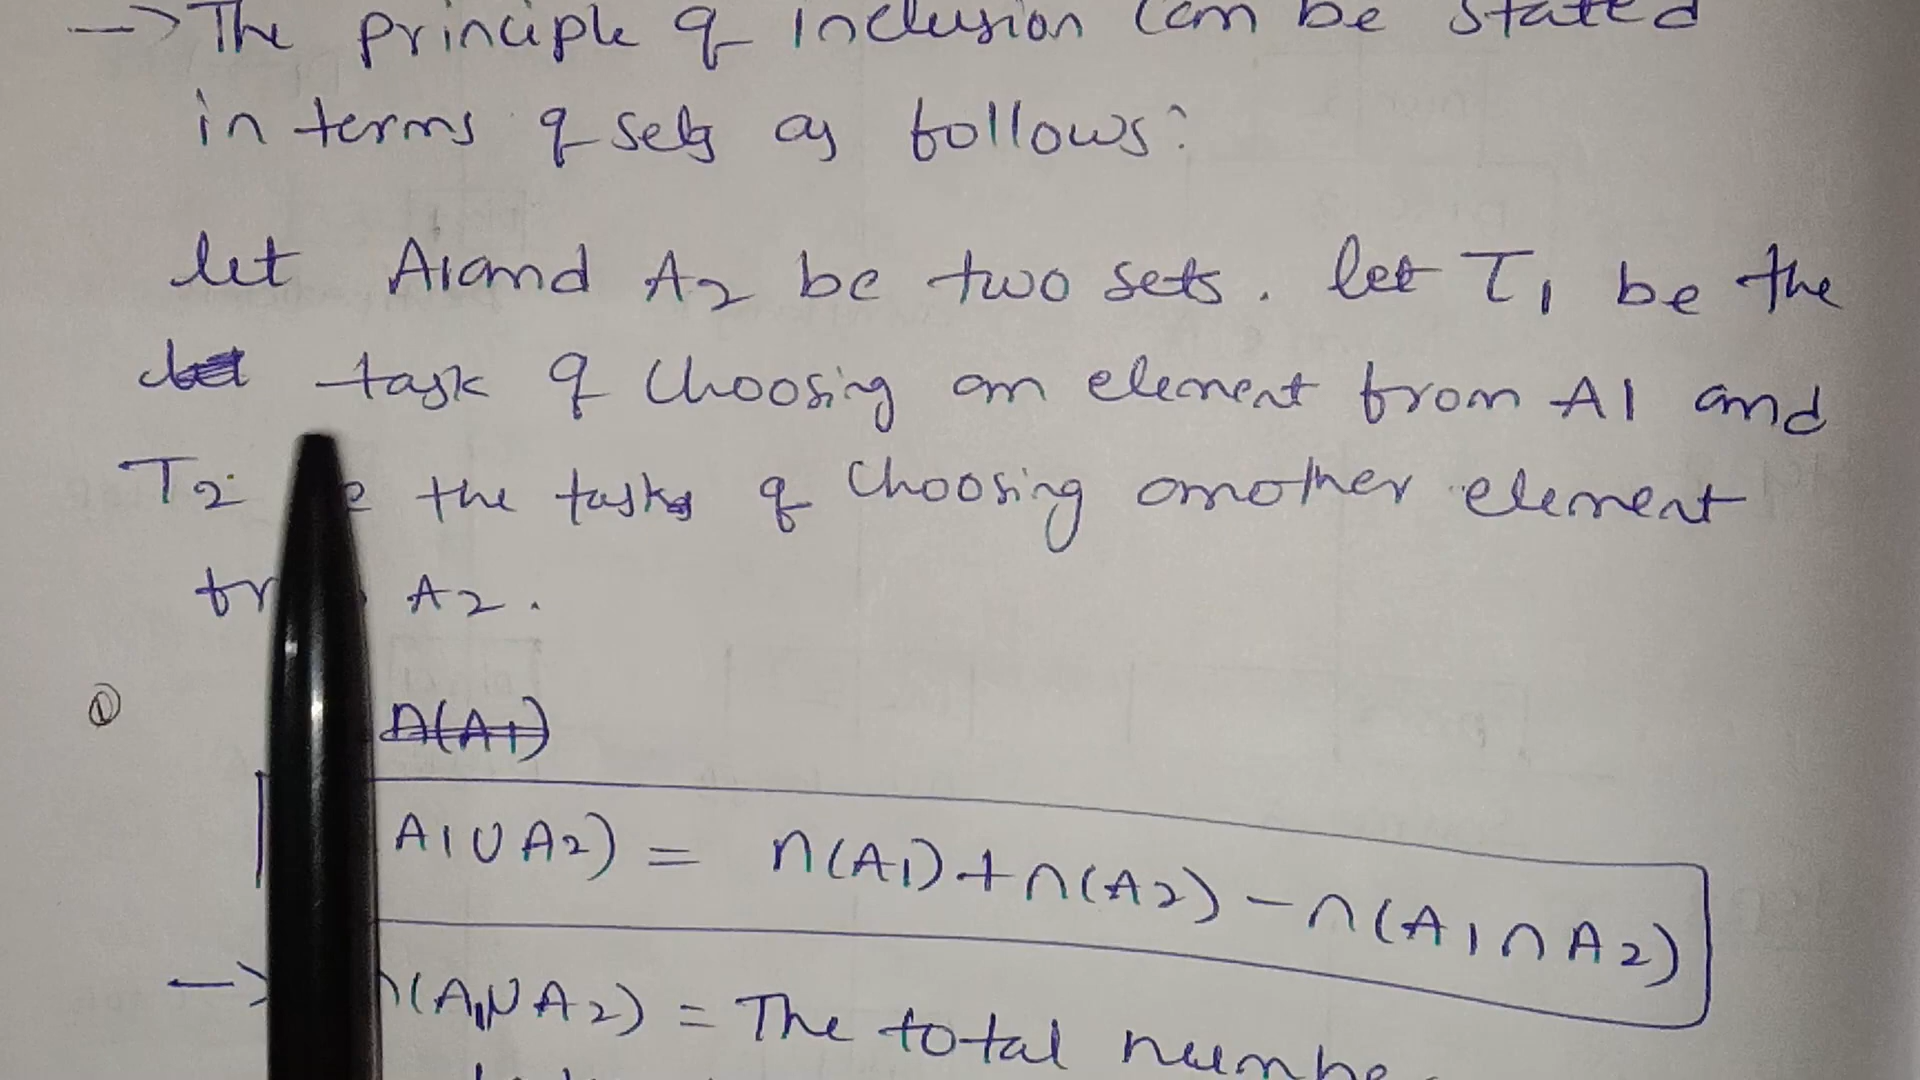 → The principle of inclusion can be stated
in terms of sets as follows:
let A1 and A2 be two sets. let T1 be the
task of choosing an element from A1 and
T2 the task of choosing another element
A2.
①
n(A1)
A1∪A2) = n(A1)+n(A2)-n(A1∩A2)
→ n(A1∪A2) = The total numbe